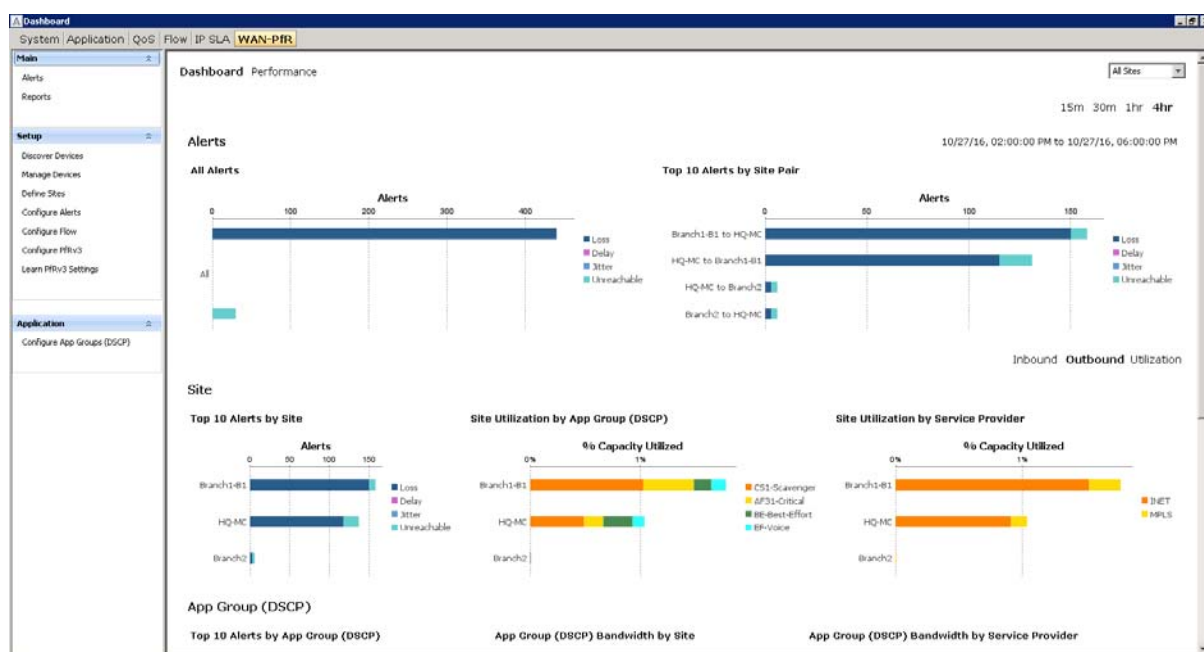 Dashboard
System Application QoS Flow IP SLA WAN-PfR
Main
Alerts
Reports
Setup
Discover Devices
Manage Devices
Define Sites
Configure Alerts
Configure Flow
Configure PfRv3
Learn PfRv3 Settings
Application
Configure App Groups (DSCP)
Dashboard Performance
All Sites
15m 30m 1hr 4hr
Alerts
10/27/16, 02:00:00 PM to 10/27/16, 06:00:00 PM
All Alerts
Alerts
0 100 200 300 400
All
Loss
Delay
Jitter
Unreachable
Top 10 Alerts by Site Pair
Alerts
0 50 100 150
Branch1-B1 to HQ-MC
HQ-MC to Branch1-B1
HQ-MC to Branch2
Branch2 to HQ-MC
Loss
Delay
Jitter
Unreachable
Inbound Outbound Utilization
Site
Top 10 Alerts by Site
Alerts
0 50 100 150
Branch1-B1
HQ-MC
Branch2
Loss
Delay
Jitter
Unreachable
Site Utilization by App Group (DSCP)
% Capacity Utilized
0% 1%
Branch1-B1
HQ-MC
Branch2
CS1-Scavenger
AF31-Critical
BE-Best-Effort
EF-Voice
Site Utilization by Service Provider
% Capacity Utilized
0% 1%
Branch1-B1
HQ-MC
Branch2
INET
MPLS
App Group (DSCP)
Top 10 Alerts by App Group (DSCP)
App Group (DSCP) Bandwidth by Site
App Group (DSCP) Bandwidth by Service Provider